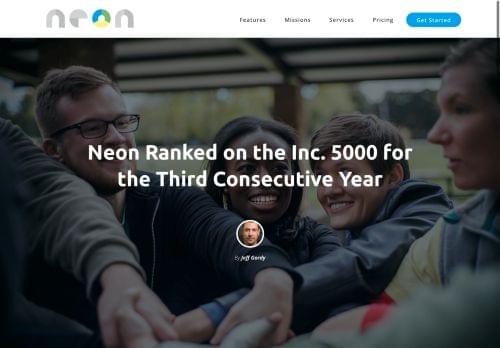 neon
Features
Missions
Services
Pricing
Get Started
Neon Ranked on the Inc. 5000 for
the Third Consecutive Year
By Jeff Gordy